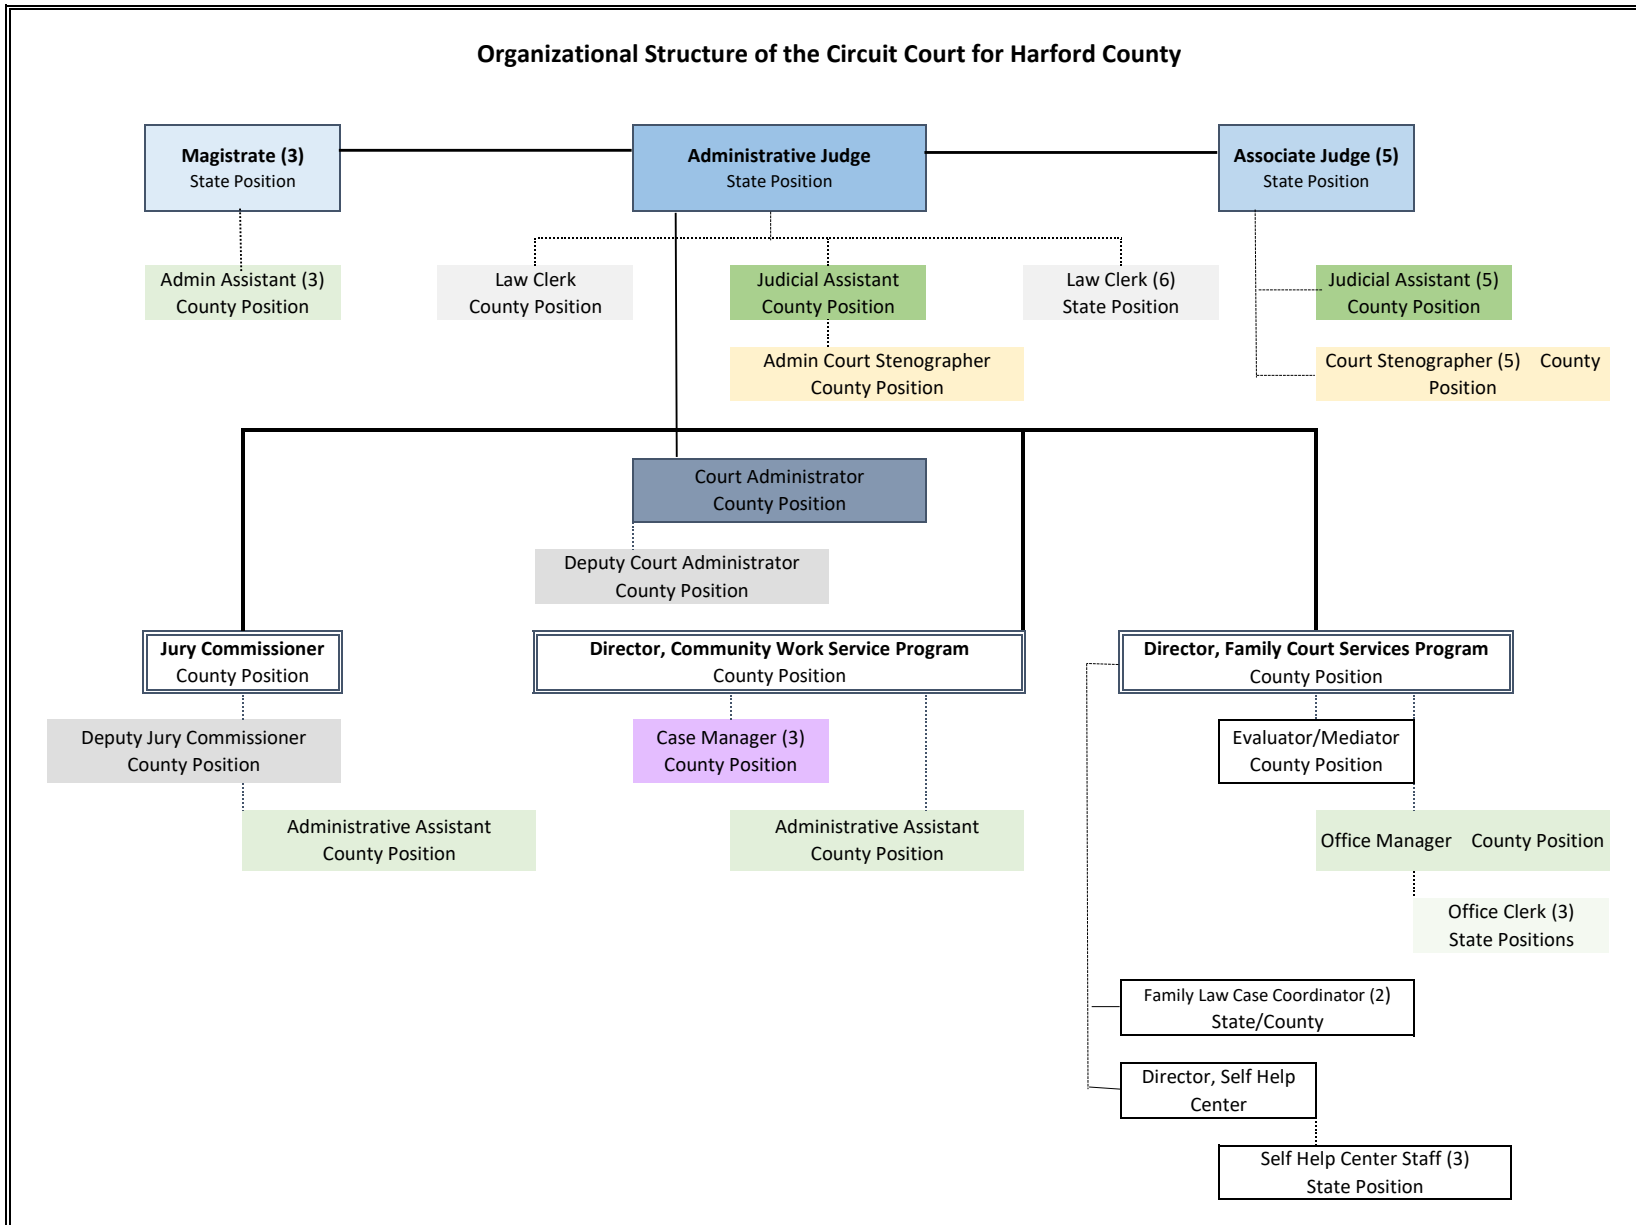 Organizational Structure of the Circuit Court for Harford County
Magistrate (3)
State Position
Administrative Judge
State Position
Associate Judge (5)
State Position
Admin Assistant (3)
County Position
Law Clerk
County Position
Judicial Assistant
County Position
Law Clerk (6)
State Position
Judicial Assistant (5)
County Position
Admin Court Stenographer
County Position
Court Stenographer (5) County
Position
Court Administrator
County Position
Deputy Court Administrator
County Position
Jury Commissioner
County Position
Director, Community Work Service Program
County Position
Director, Family Court Services Program
County Position
Deputy Jury Commissioner
County Position
Case Manager (3)
County Position
Evaluator/Mediator
County Position
Administrative Assistant
County Position
Administrative Assistant
County Position
Office Manager County Position
Office Clerk (3)
State Positions
Family Law Case Coordinator (2)
State/County
Director, Self Help
Center
Self Help Center Staff (3)
State Position